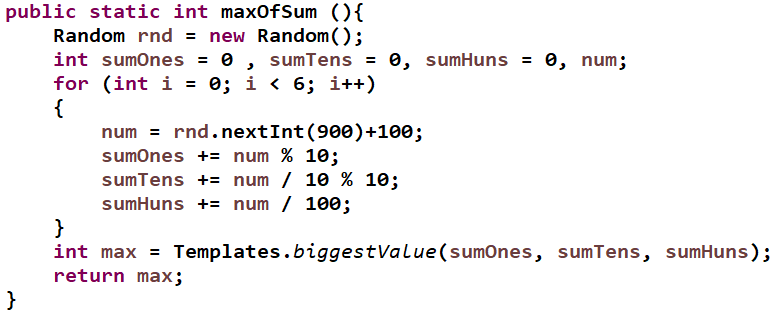 public static int maxOfSum (){
    Random rnd = new Random();
    int sumOnes = 0 , sumTens = 0, sumHuns = 0, num;
    for (int i = 0; i < 6; i++)
    {
        num = rnd.nextInt(900)+100;
        sumOnes += num % 10;
        sumTens += num / 10 % 10;
        sumHuns += num / 100;
    }
    int max = Templates.biggestValue(sumOnes, sumTens, sumHuns);
    return max;
}